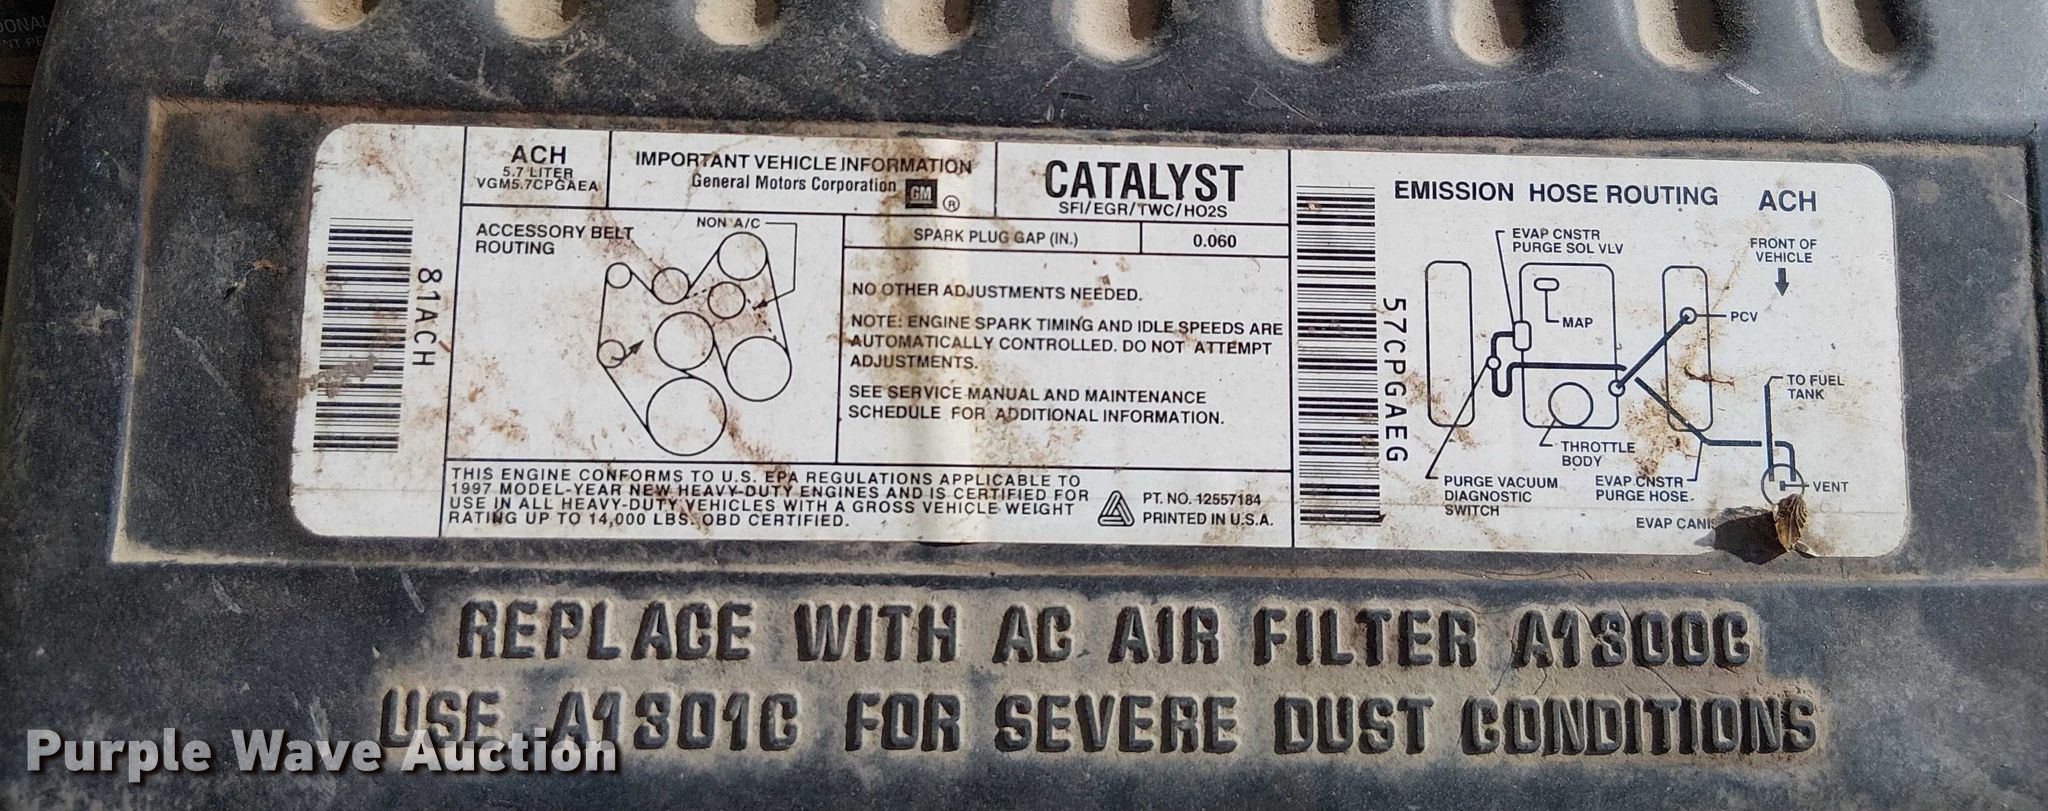 ACH
5.7 LITER
VGM5.7CPGAEA
IMPORTANT VEHICLE INFORMATION
General Motors Corporation GM ®
CATALYST
SFI/EGR/TWC/HO2S
81ACH
ACCESSORY BELT
ROUTING
NON A/C
SPARK PLUG GAP (IN.) 0.060
NO OTHER ADJUSTMENTS NEEDED.
NOTE: ENGINE SPARK TIMING AND IDLE SPEEDS ARE
AUTOMATICALLY CONTROLLED. DO NOT ATTEMPT
ADJUSTMENTS.
SEE SERVICE MANUAL AND MAINTENANCE
SCHEDULE FOR ADDITIONAL INFORMATION.
THIS ENGINE CONFORMS TO U.S. EPA REGULATIONS APPLICABLE TO
1997 MODEL-YEAR NEW HEAVY-DUTY ENGINES AND IS CERTIFIED FOR
USE IN ALL HEAVY-DUTY VEHICLES WITH A GROSS VEHICLE WEIGHT
RATING UP TO 14,000 LBS. OBD CERTIFIED.
PT. NO. 12557184
PRINTED IN U.S.A.
57CPGAEG
EMISSION HOSE ROUTING ACH
EVAP CNSTR
PURGE SOL VLV
FRONT OF
VEHICLE
MAP
PCV
TO FUEL
TANK
THROTTLE
BODY
PURGE VACUUM
DIAGNOSTIC
SWITCH
EVAP CNSTR
PURGE HOSE
VENT
EVAP
REPLACE WITH AC AIR FILTER A1300C
USE A1301C FOR SEVERE DUST CONDITIONS
Purple Wave Auction